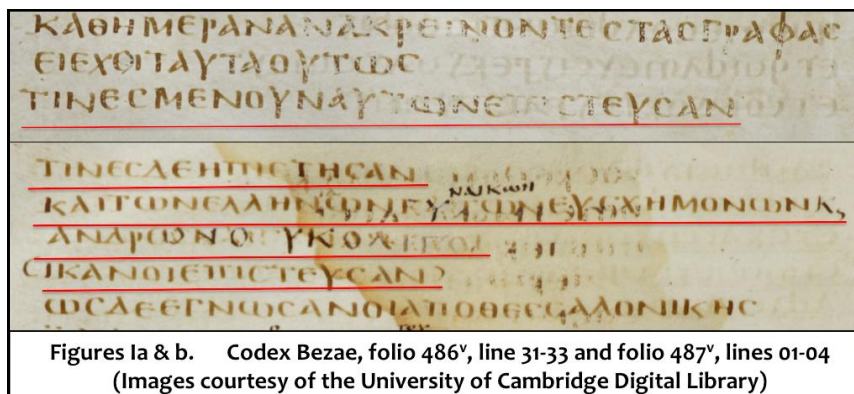 ΚΑΘΗΜΕΡΑΝΑΝΑΚΡΕΙΝΟΝΤΕϹΤΑϹΓΡΑΦΑϹ
ΕΙΕΧΟΙΤΑΥΤΑΟΥΤΩϹ
ΤΙΝΕϹΜΕΝΟΥΝΑΥΤΩΝΕΠΙϹΤΕΥϹΑΝ
ΤΙΝΕϹΔΕΗΠΙϹΤΗϹΑΝ
ΚΑΙΤΩΝΕΛΛΗΝΩΝ ΤΩΝΕΥϹΧΗΜΟΝΩΝΚ
ΑΝΔΡΩΝ
ΙΚΑΝΟΙΕΠΙϹΤΕΥϹΑΝ
ΩϹΔΕΕΓΝΩϹΑΝΟΙΑΠΟΘΕϹϹΑΛΟΝΙΚΗϹ
Figures Ia & b. Codex Bezae, folio 486ᵛ, line 31-33 and folio 487ᵛ, lines 01-04
(Images courtesy of the University of Cambridge Digital Library)